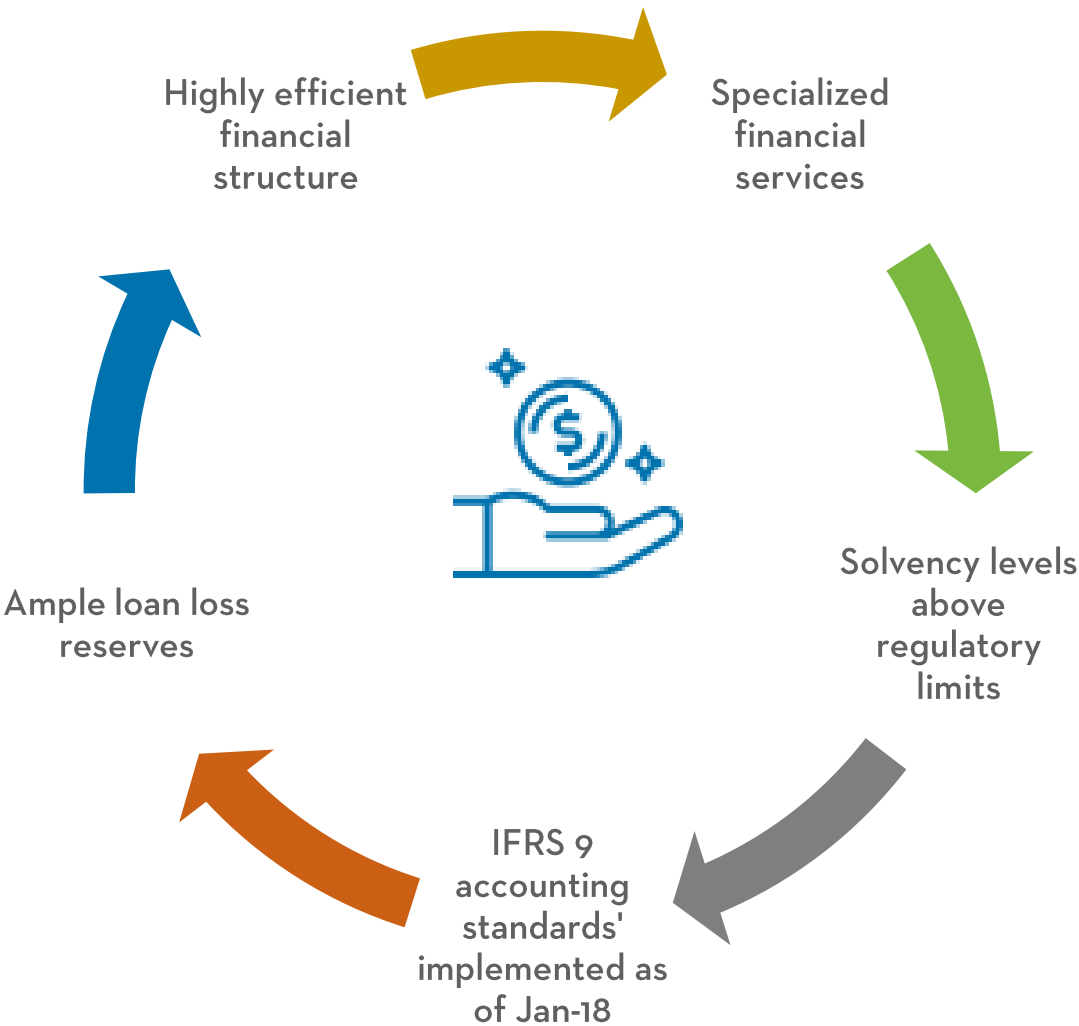 Highly efficient
financial
structure
Specialized
financial
services
$
Solvency levels
above
regulatory
limits
IFRS 9
accounting
standards'
implemented as
of Jan-18
Ample loan loss
reserves